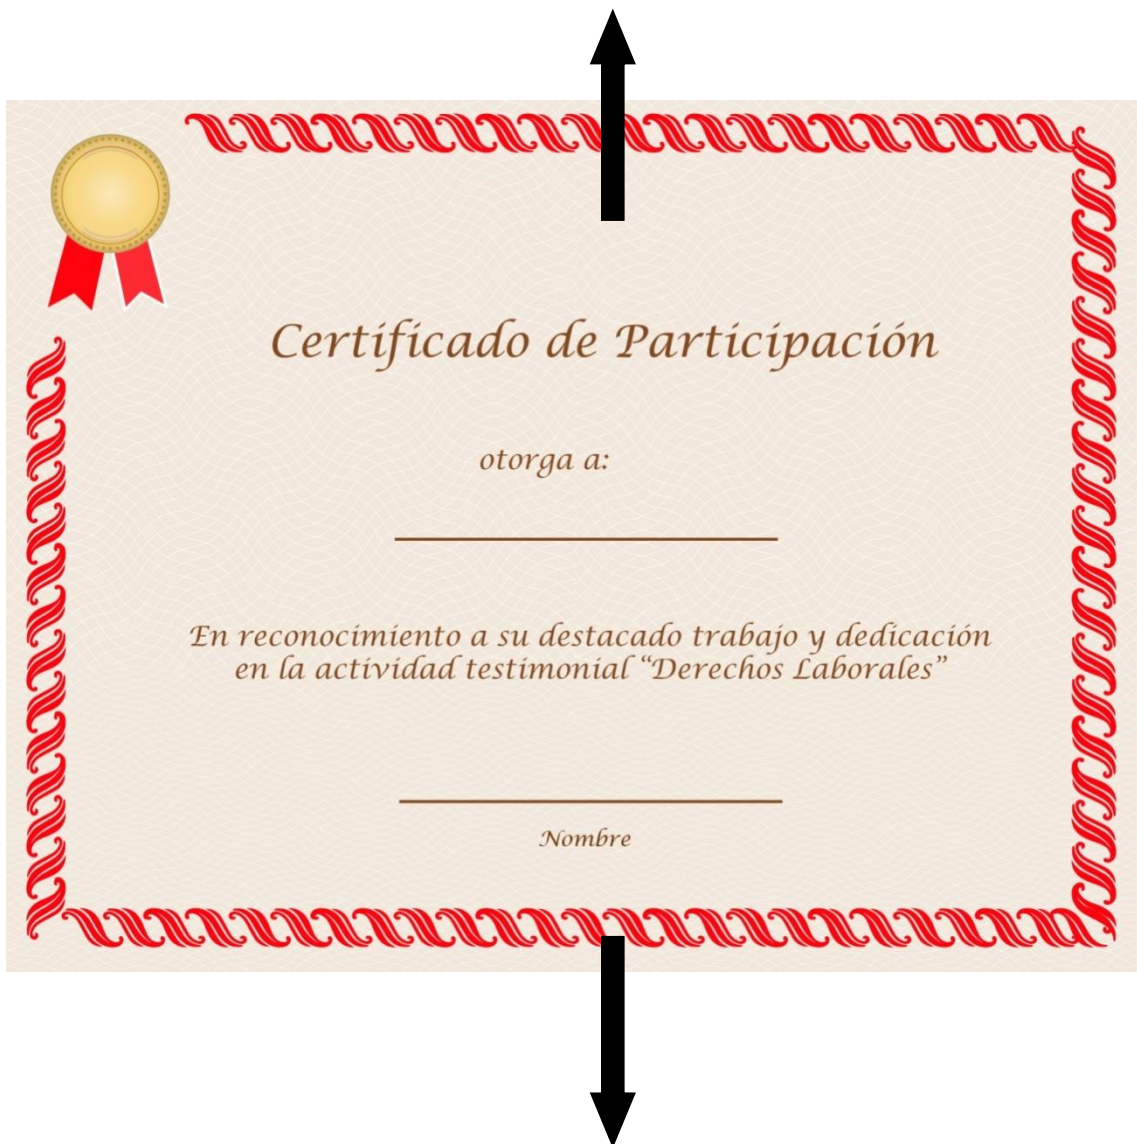 Certificado de Participación
otorga a:
En reconocimiento a su destacado trabajo y dedicación
en la actividad testimonial “Derechos Laborales”
Nombre